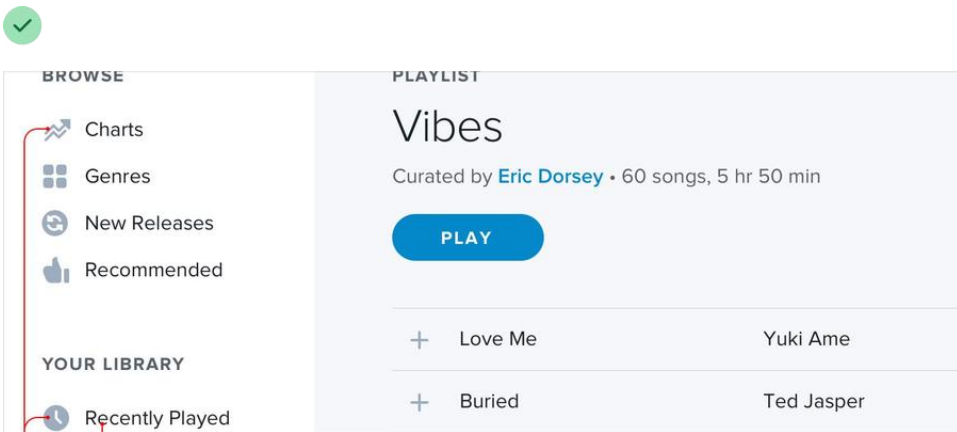 BROWSE
Charts
Genres
New Releases
Recommended
YOUR LIBRARY
Recently Played
PLAYLIST
Vibes
Curated by Eric Dorsey • 60 songs, 5 hr 50 min
PLAY
Love Me Yuki Ame
Buried Ted Jasper